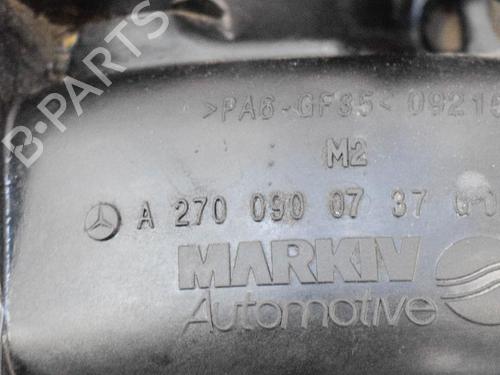 B-PARTS
>PA6-GF35< 0921
M2
A 270 090 07 37
MARKIV
Automotive